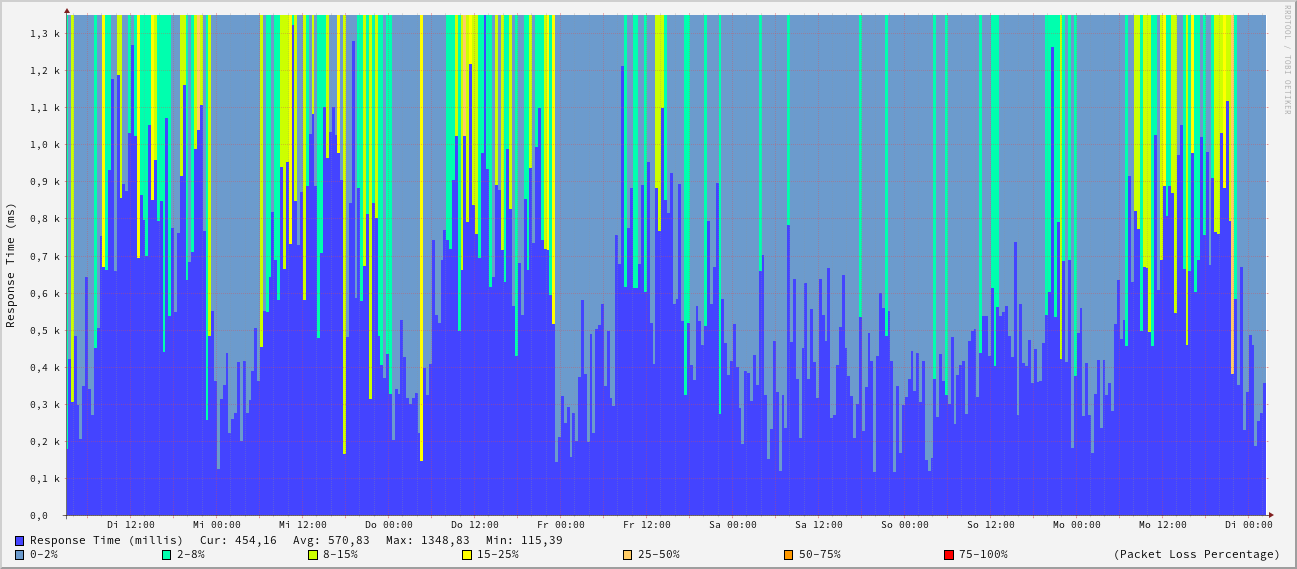 RRDTOOL / TOBI OETIKER
Response Time (ms)
1,3 k
1,2 k
1,1 k
1,0 k
0,9 k
0,8 k
0,7 k
0,6 k
0,5 k
0,4 k
0,3 k
0,2 k
0,1 k
0,0
Di 12:00 Mi 00:00 Mi 12:00 Do 00:00 Do 12:00 Fr 00:00 Fr 12:00 Sa 00:00 Sa 12:00 So 00:00 So 12:00 Mo 00:00 Mo 12:00 Di 00:00
Response Time (millis) Cur: 454,16 Avg: 570,83 Max: 1348,83 Min: 115,39
0-2% 2-8% 8-15% 15-25% 25-50% 50-75% 75-100% (Packet Loss Percentage)